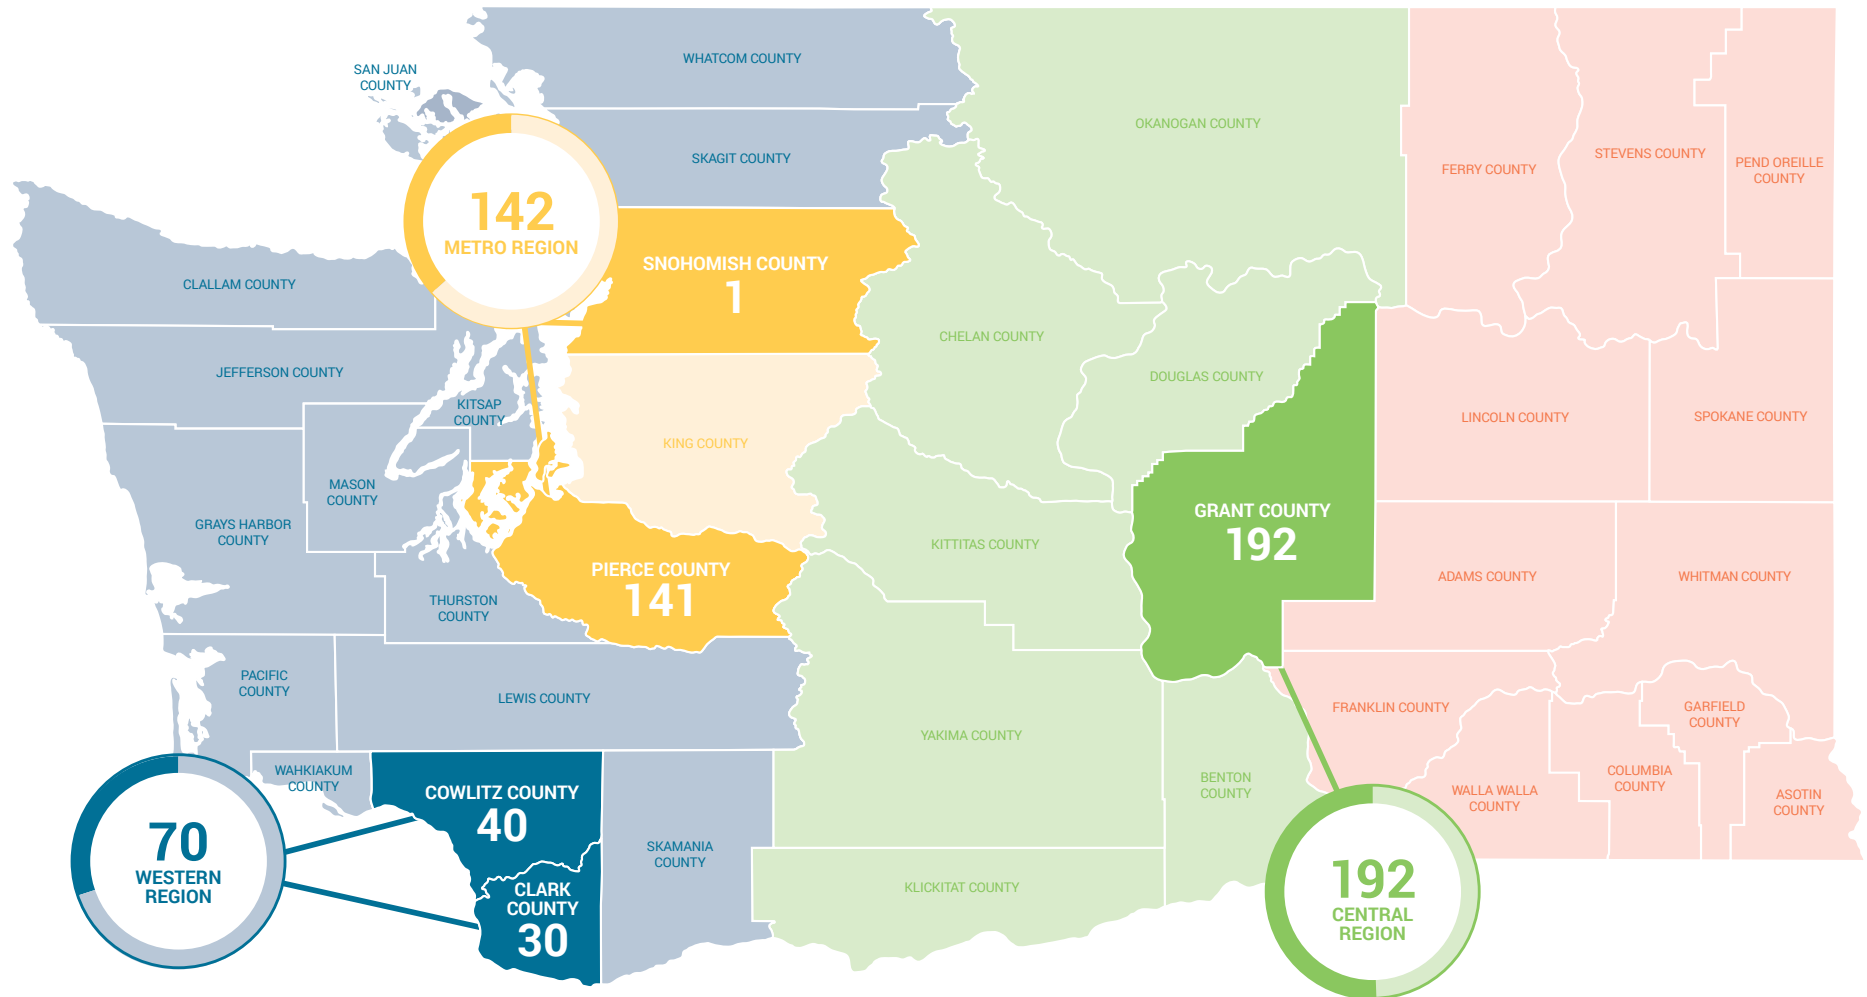 WHATCOM COUNTY
SAN JUAN
COUNTY
SKAGIT COUNTY
OKANOGAN COUNTY
FERRY COUNTY
STEVENS COUNTY
PEND OREILLE
COUNTY
142
METRO REGION
SNOHOMISH COUNTY
1
CLALLAM COUNTY
CHELAN COUNTY
JEFFERSON COUNTY
DOUGLAS COUNTY
KITSAP
COUNTY
KING COUNTY
LINCOLN COUNTY
SPOKANE COUNTY
MASON
COUNTY
GRAYS HARBOR
COUNTY
GRANT COUNTY
192
KITTITAS COUNTY
PIERCE COUNTY
141
ADAMS COUNTY
WHITMAN COUNTY
THURSTON
COUNTY
PACIFIC
COUNTY
LEWIS COUNTY
YAKIMA COUNTY
FRANKLIN COUNTY
GARFIELD
COUNTY
WAHKIAKUM
COUNTY
COWLITZ COUNTY
40
BENTON
COUNTY
WALLA WALLA
COUNTY
COLUMBIA
COUNTY
ASOTIN
COUNTY
70
WESTERN
REGION
SKAMANIA
COUNTY
CLARK
COUNTY
30
KLICKITAT COUNTY
192
CENTRAL
REGION